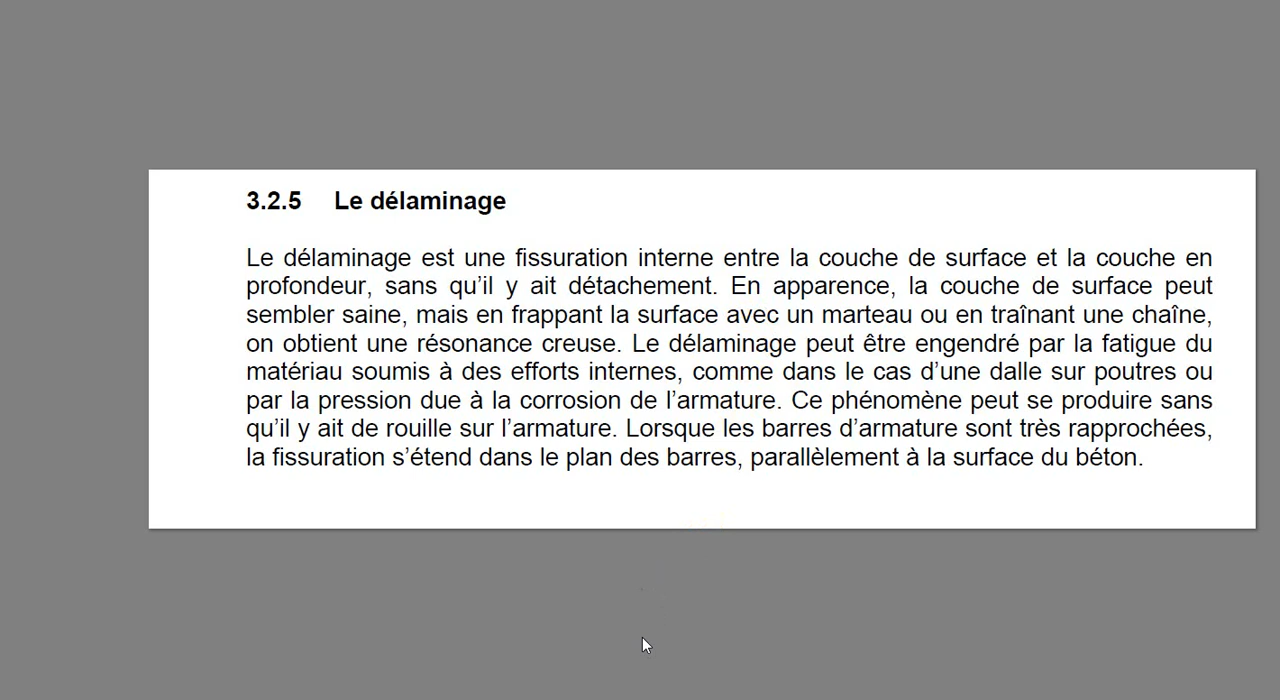 3.2.5 Le délaminage
Le délaminage est une fissuration interne entre la couche de surface et la couche en
profondeur, sans qu’il y ait détachement. En apparence, la couche de surface peut
sembler saine, mais en frappant la surface avec un marteau ou en traînant une chaîne,
on obtient une résonance creuse. Le délaminage peut être engendré par la fatigue du
matériau soumis à des efforts internes, comme dans le cas d’une dalle sur poutres ou
par la pression due à la corrosion de l’armature. Ce phénomène peut se produire sans
qu’il y ait de rouille sur l’armature. Lorsque les barres d’armature sont très rapprochées,
la fissuration s’étend dans le plan des barres, parallèlement à la surface du béton.